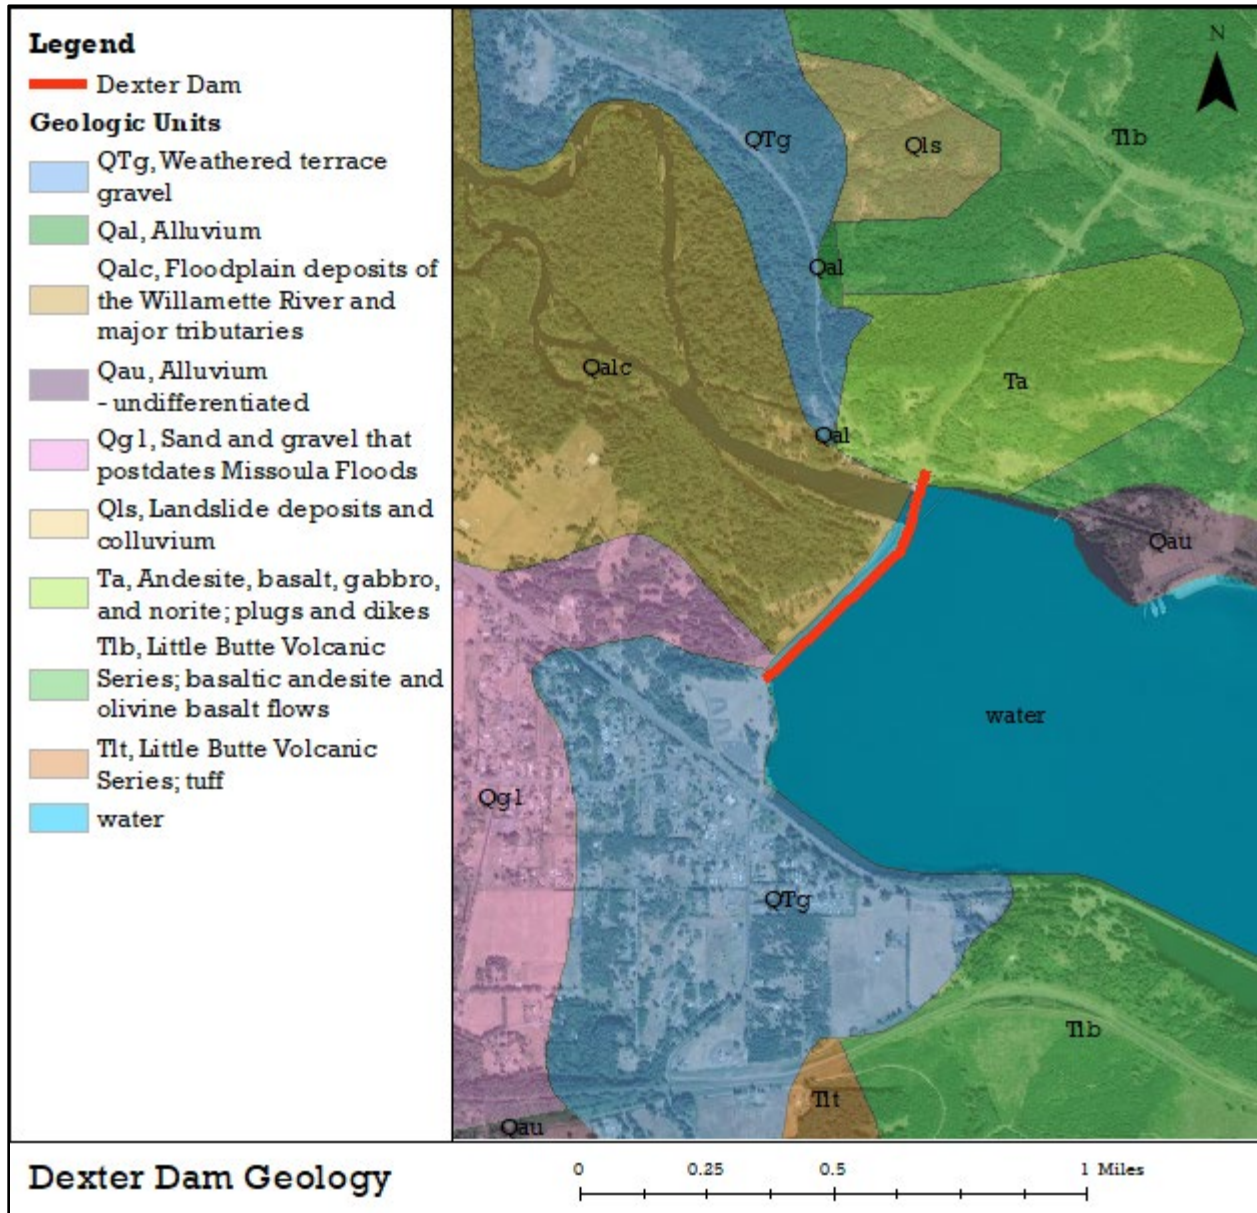 Legend
Dexter Dam
Geologic Units
QTg, Weathered terrace
gravel
Qal, Alluvium
Qalc, Floodplain deposits of
the Willamette River and
major tributaries
Qau, Alluvium
- undifferentiated
Qg1, Sand and gravel that
postdates Missoula Floods
Qls, Landslide deposits and
colluvium
Ta, Andesite, basalt, gabbro,
and norite; plugs and dikes
Tlb, Little Butte Volcanic
Series; basaltic andesite and
olivine basalt flows
Tlt, Little Butte Volcanic
Series; tuff
water
N
QTg
Qls
Tlb
Qal
Qalc
Ta
Qal
Qau
water
Qg1
QTg
Tlb
Tlt
Qau
Dexter Dam Geology
0 0.25 0.5 1 Miles